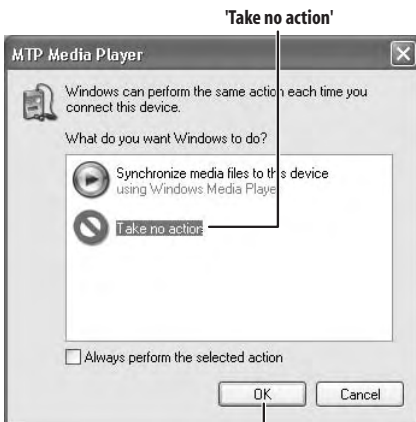 'Take no action'
MTP Media Player
Windows can perform the same action each time you
connect this device.
What do you want Windows to do?
Synchronize media files to this device
using Windows Media Player
Take no action
Always perform the selected action
OK
Cancel